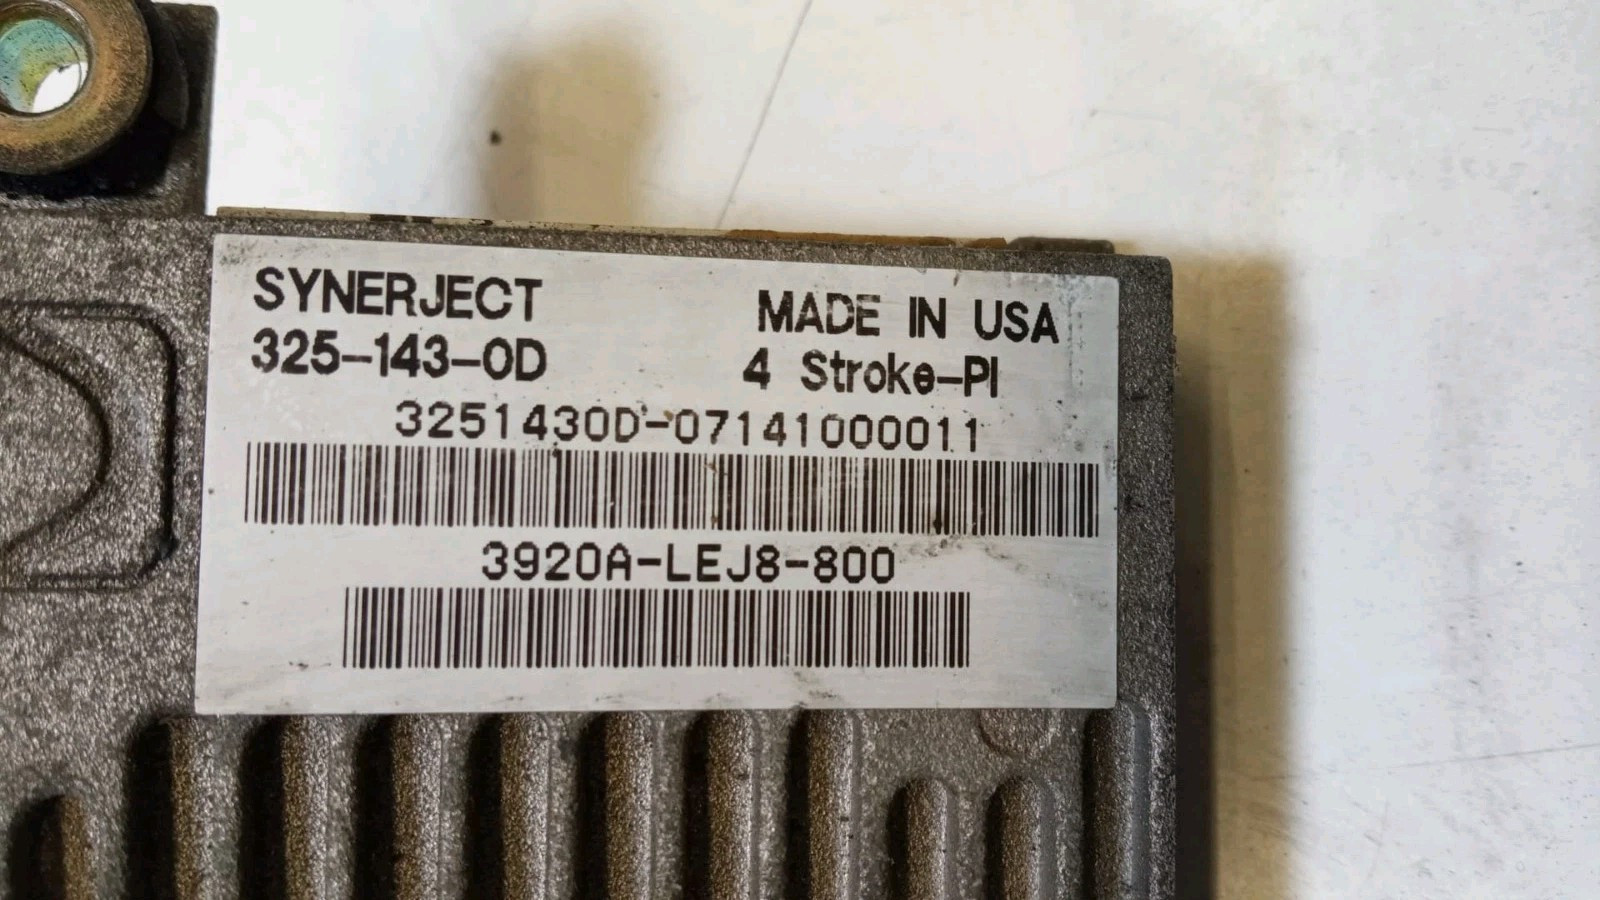 SYNERJECT MADE IN USA
325-143-0D 4 Stroke-PI
3251430D-07141000011
3920A-LEJ8-800